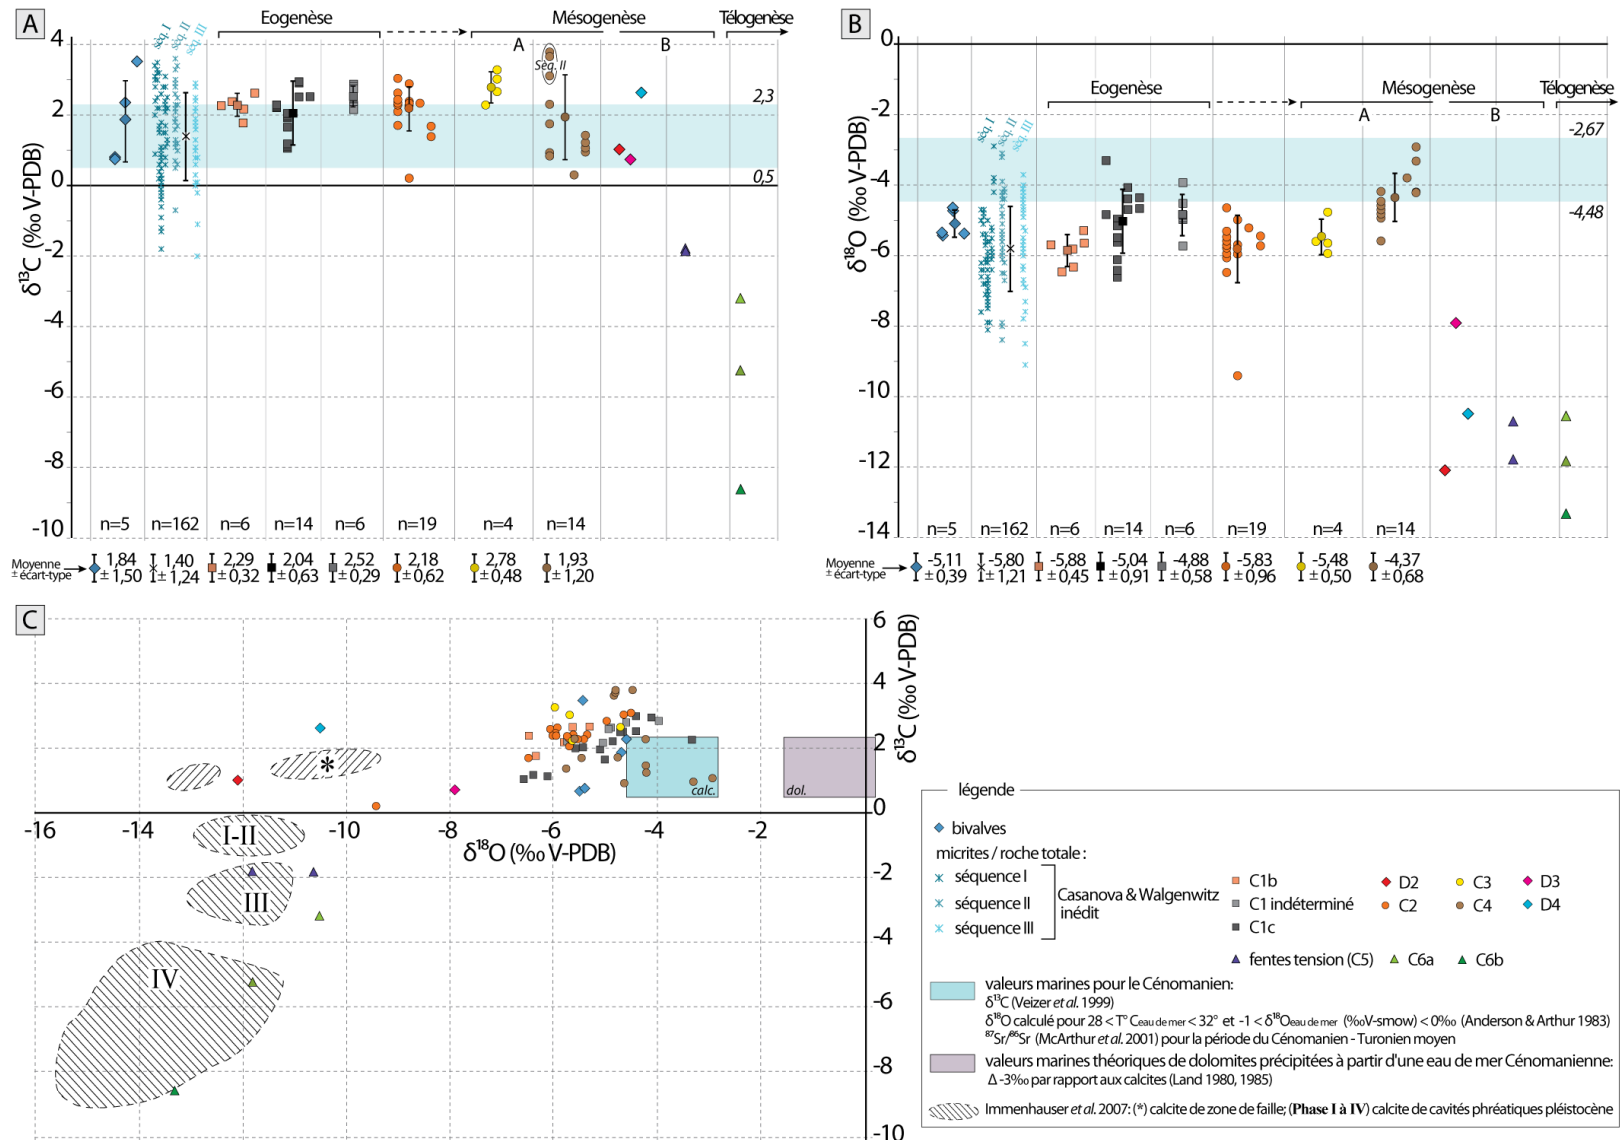 A
Eogenèse
Mésogenèse
Télogenèse
A
B
Séq. I
Séq. II
Séq. III
Séq. II
δ¹³C (‰ V-PDB)
4
2
0
-2
-4
-6
-8
-10
2,3
0,5
n=5 n=162 n=6 n=14 n=6 n=19 n=4 n=14
Moyenne
± écart-type
1,84 1,40 2,29 2,04 2,52 2,18 2,78 1,93
± 1,50 ± 1,24 ± 0,32 ± 0,63 ± 0,29 ± 0,62 ± 0,48 ± 1,20
B
Eogenèse
Mésogenèse
Télogenèse
A
B
Séq. I
Séq. II
Séq. III
δ¹⁸O (‰ V-PDB)
0
-2
-4
-6
-8
-10
-12
-14
-2,67
-4,48
n=5 n=162 n=6 n=14 n=6 n=19 n=4 n=14
Moyenne
± écart-type
-5,11 -5,80 -5,88 -5,04 -4,88 -5,83 -5,48 -4,37
± 0,39 ± 1,21 ± 0,45 ± 0,91 ± 0,58 ± 0,96 ± 0,50 ± 0,68
C
6
4
2
0
-2
-4
-6
-8
-10
δ¹³C (‰ V-PDB)
-16 -14 -12 -10 -8 -6 -4 -2
δ¹⁸O (‰ V-PDB)
*
calc.
dol.
I-II
III
IV
légende
bivalves
micrites / roche totale :
séquence I
séquence II
séquence III
Casanova & Walgenwitz
inédit
C1b
C1 indéterminé
C1c
D2
C2
C3
C4
D3
D4
fentes tension (C5)
C6a
C6b
valeurs marines pour le Cénomanien:
δ¹³C (Veizer et al. 1999)
δ¹⁸O calculé pour 28 < T°C eau de mer < 32° et -1 < δ¹⁸O eau de mer (‰V-smow) < 0‰ (Anderson & Arthur 1983)
⁸⁷Sr/⁸⁶Sr (McArthur et al. 2001) pour la période du Cénomanien - Turonien moyen
valeurs marines théoriques de dolomites précipitées à partir d'une eau de mer Cénomanienne:
Δ -3‰ par rapport aux calcites (Land 1980, 1985)
Immenhauser et al. 2007: (*) calcite de zone de faille; (Phase I à IV) calcite de cavités phréatiques pléistocène